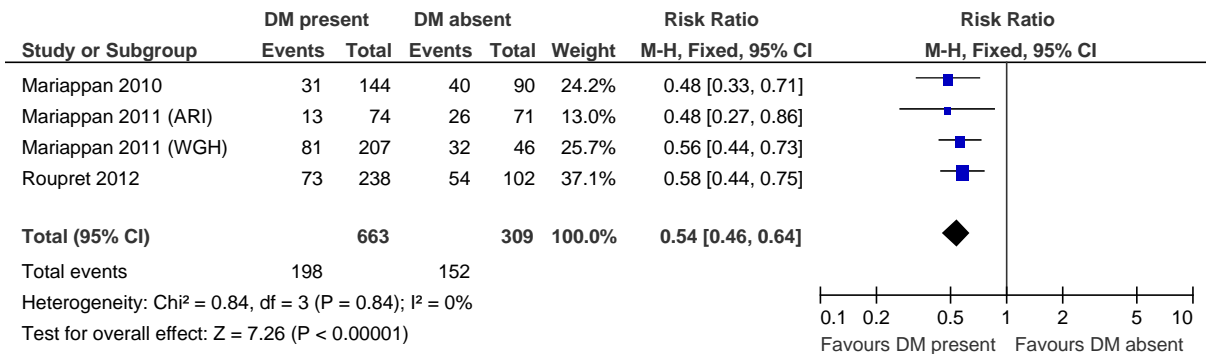 DM present DM absent Risk Ratio Risk Ratio
Study or Subgroup Events Total Events Total Weight M-H, Fixed, 95% CI M-H, Fixed, 95% CI
Mariappan 2010 31 144 40 90 24.2% 0.48 [0.33, 0.71]
Mariappan 2011 (ARI) 13 74 26 71 13.0% 0.48 [0.27, 0.86]
Mariappan 2011 (WGH) 81 207 32 46 25.7% 0.56 [0.44, 0.73]
Roupret 2012 73 238 54 102 37.1% 0.58 [0.44, 0.75]
Total (95% CI) 663 309 100.0% 0.54 [0.46, 0.64]
Total events 198 152
Heterogeneity: Chi² = 0.84, df = 3 (P = 0.84); I² = 0%
Test for overall effect: Z = 7.26 (P < 0.00001)
0.1 0.2 0.5 1 2 5 10
Favours DM present Favours DM absent